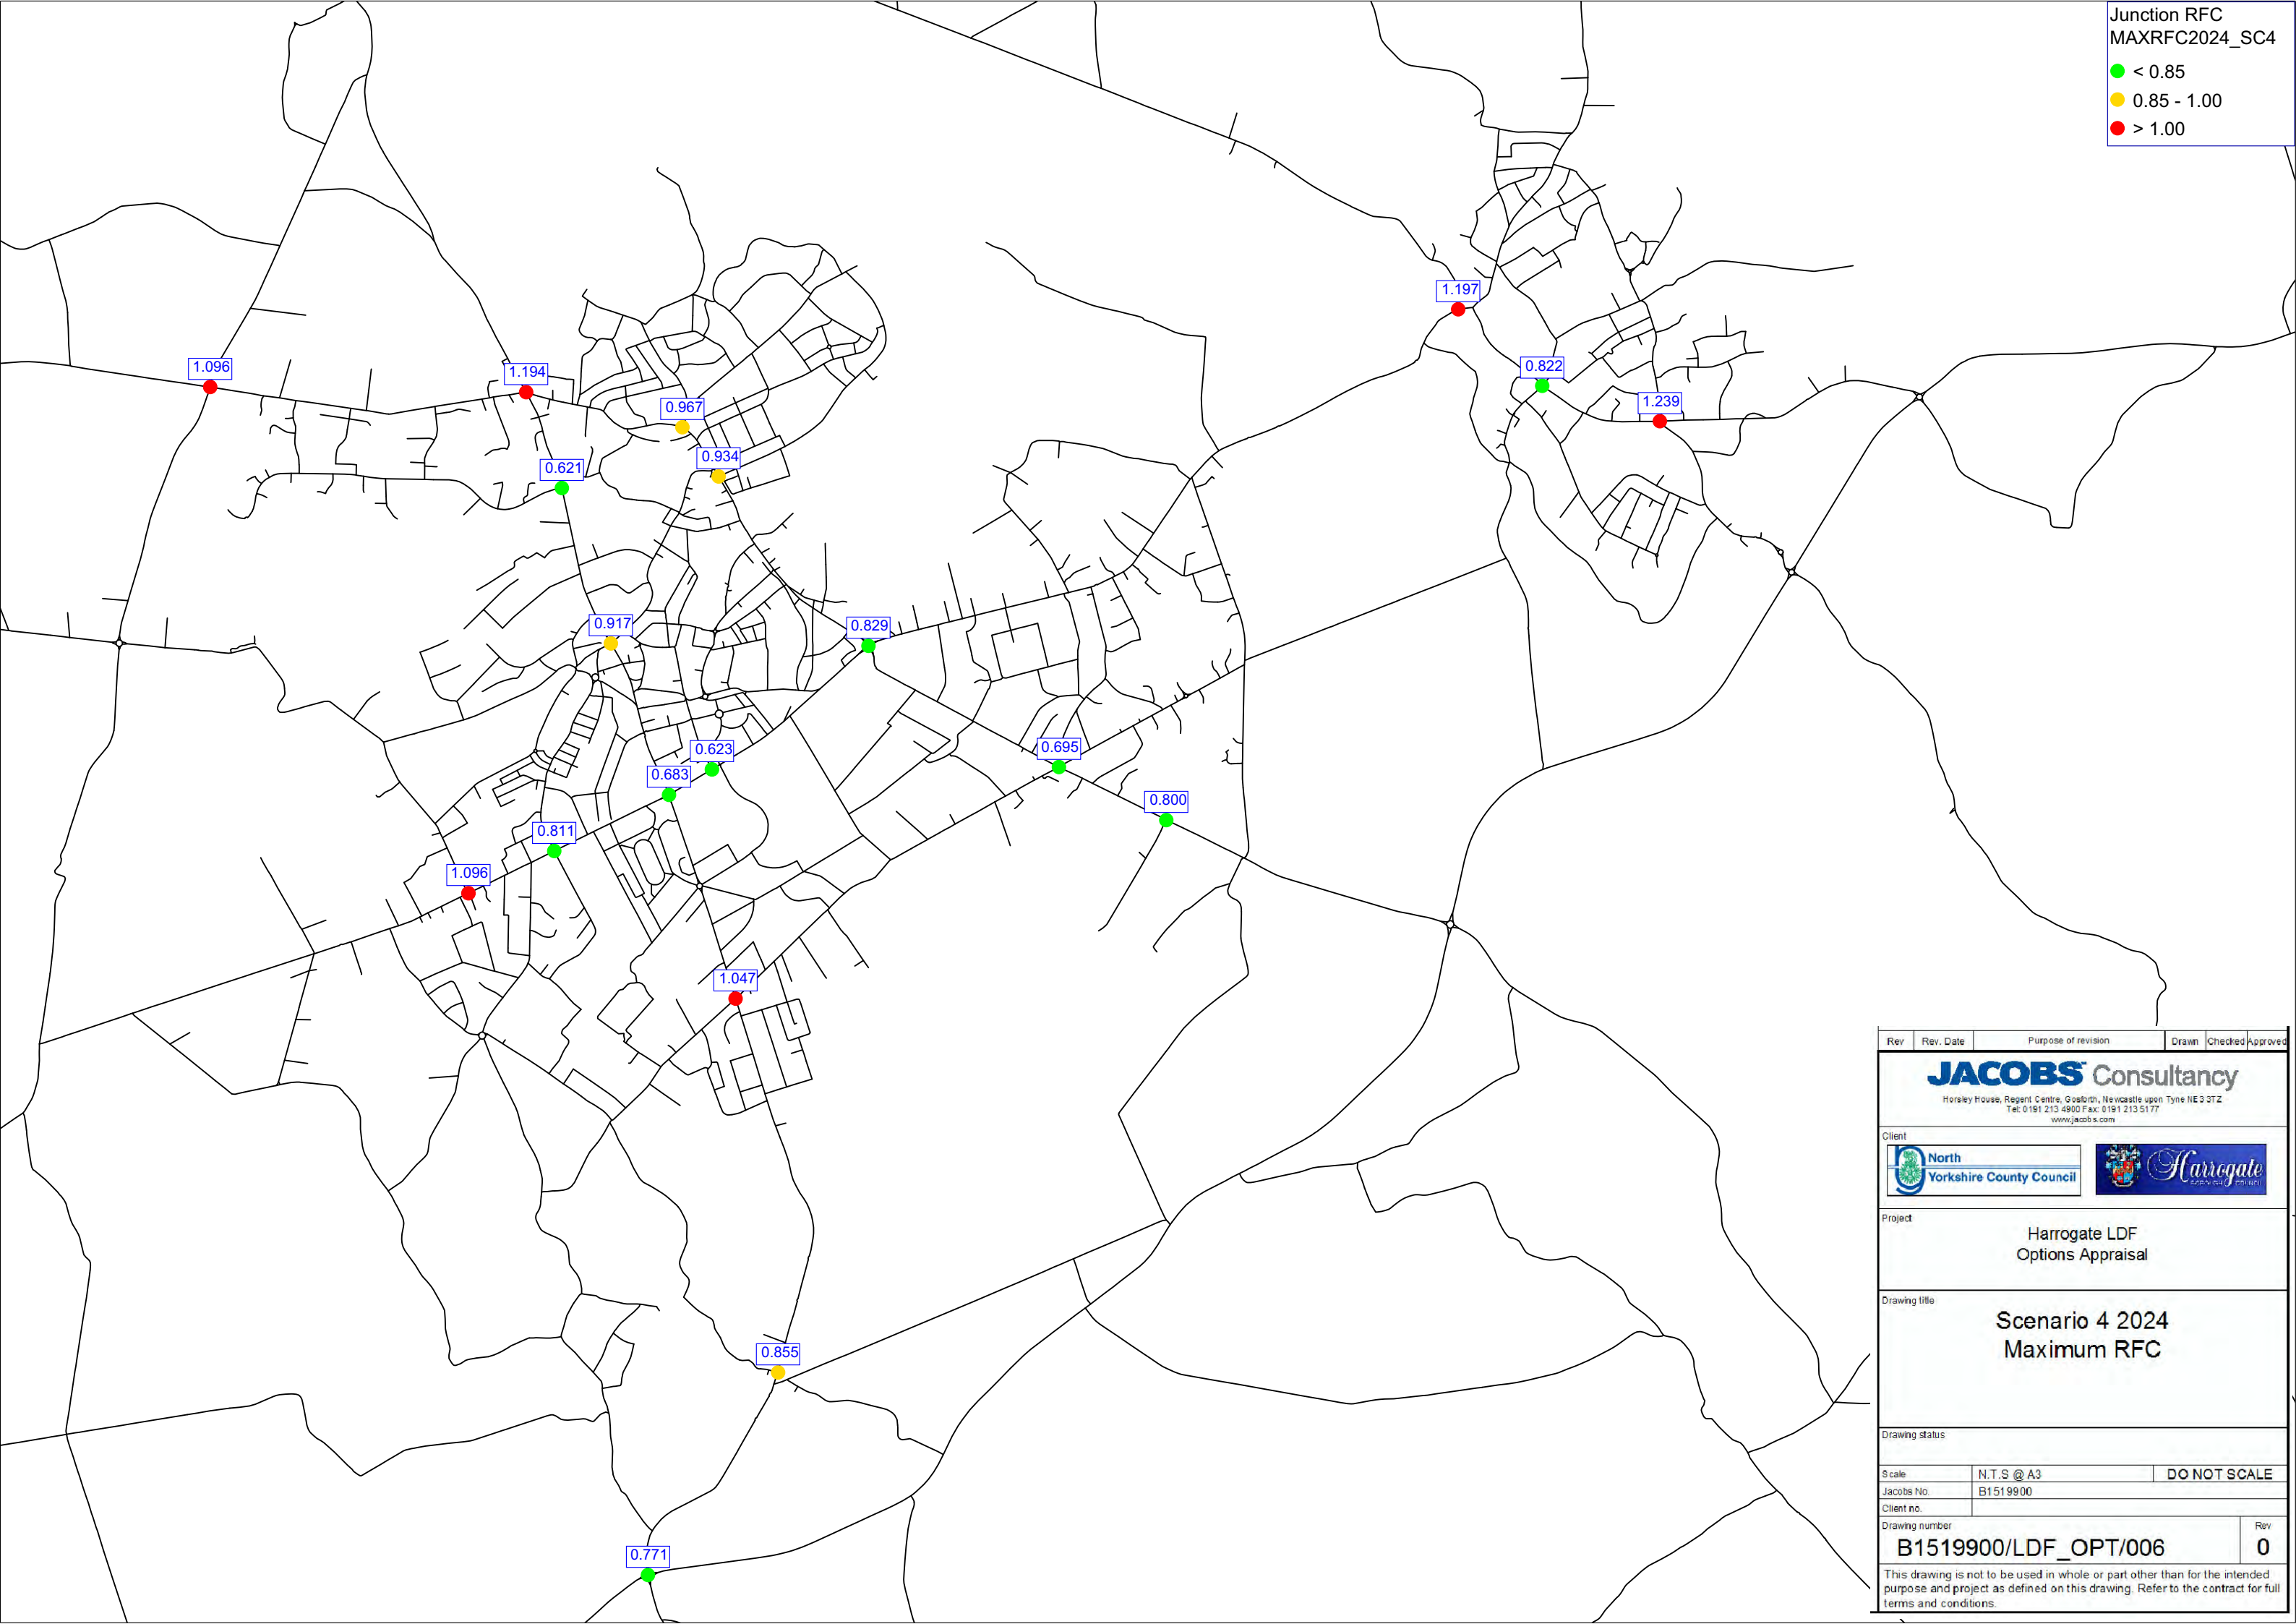 Junction RFC
MAXRFC2024_SC4
< 0.85
0.85 - 1.00
> 1.00
1.197
1.096
1.194
0.822
0.967
1.239
0.934
0.621
0.917
0.829
0.623
0.695
0.683
0.800
0.811
1.096
1.047
0.855
0.771
Rev Rev. Date Purpose of revision Drawn Checked Approved
JACOBS Consultancy
Horsley House, Regent Centre, Gosforth, Newcastle upon Tyne NE3 3TZ
Tel: 0191 213 4900 Fax: 0191 213 5177
www.jacobs.com
Client
North
Yorkshire County Council
Harrogate
BOROUGH COUNCIL
Project
Harrogate LDF
Options Appraisal
Drawing title
Scenario 4 2024
Maximum RFC
Drawing status
Scale N.T.S @ A3 DO NOT SCALE
Jacobs No. B1519900
Client no.
Drawing number Rev
B1519900/LDF_OPT/006 0
This drawing is not to be used in whole or part other than for the intended
purpose and project as defined on this drawing. Refer to the contract for full
terms and conditions.